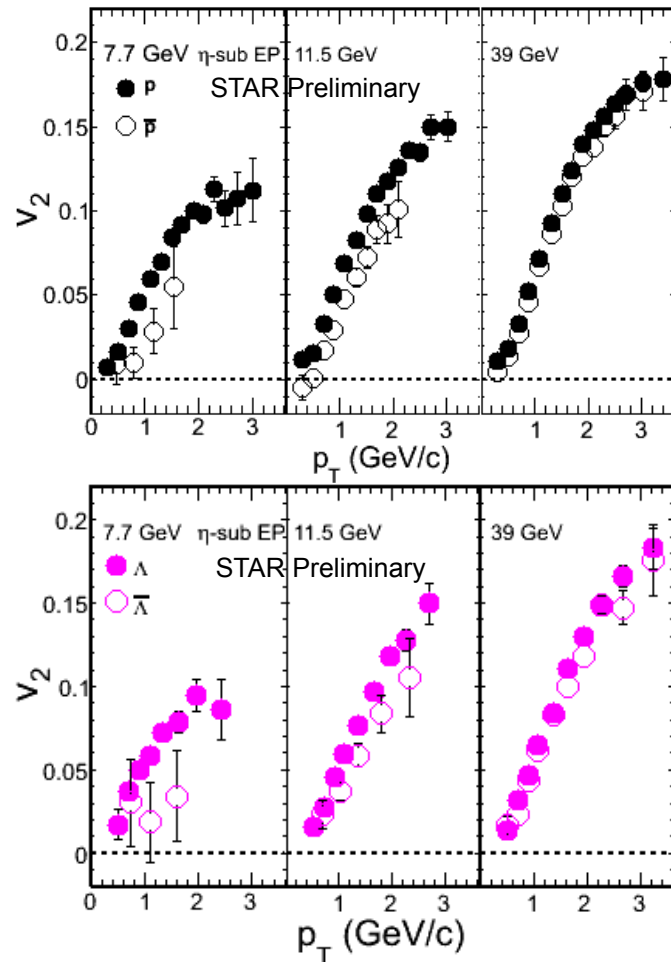 0.2
7.7 GeV η-sub EP
11.5 GeV
39 GeV
p
STAR Preliminary
p̅
0.15
0.1
0.05
0
v₂
0 1 2 3 1 2 3 1 2 3
p_T (GeV/c)
0.2
7.7 GeV η-sub EP
11.5 GeV
39 GeV
Λ
STAR Preliminary
Λ̅
0.15
0.1
0.05
0
v₂
0 1 2 3 1 2 3 1 2 3
p_T (GeV/c)